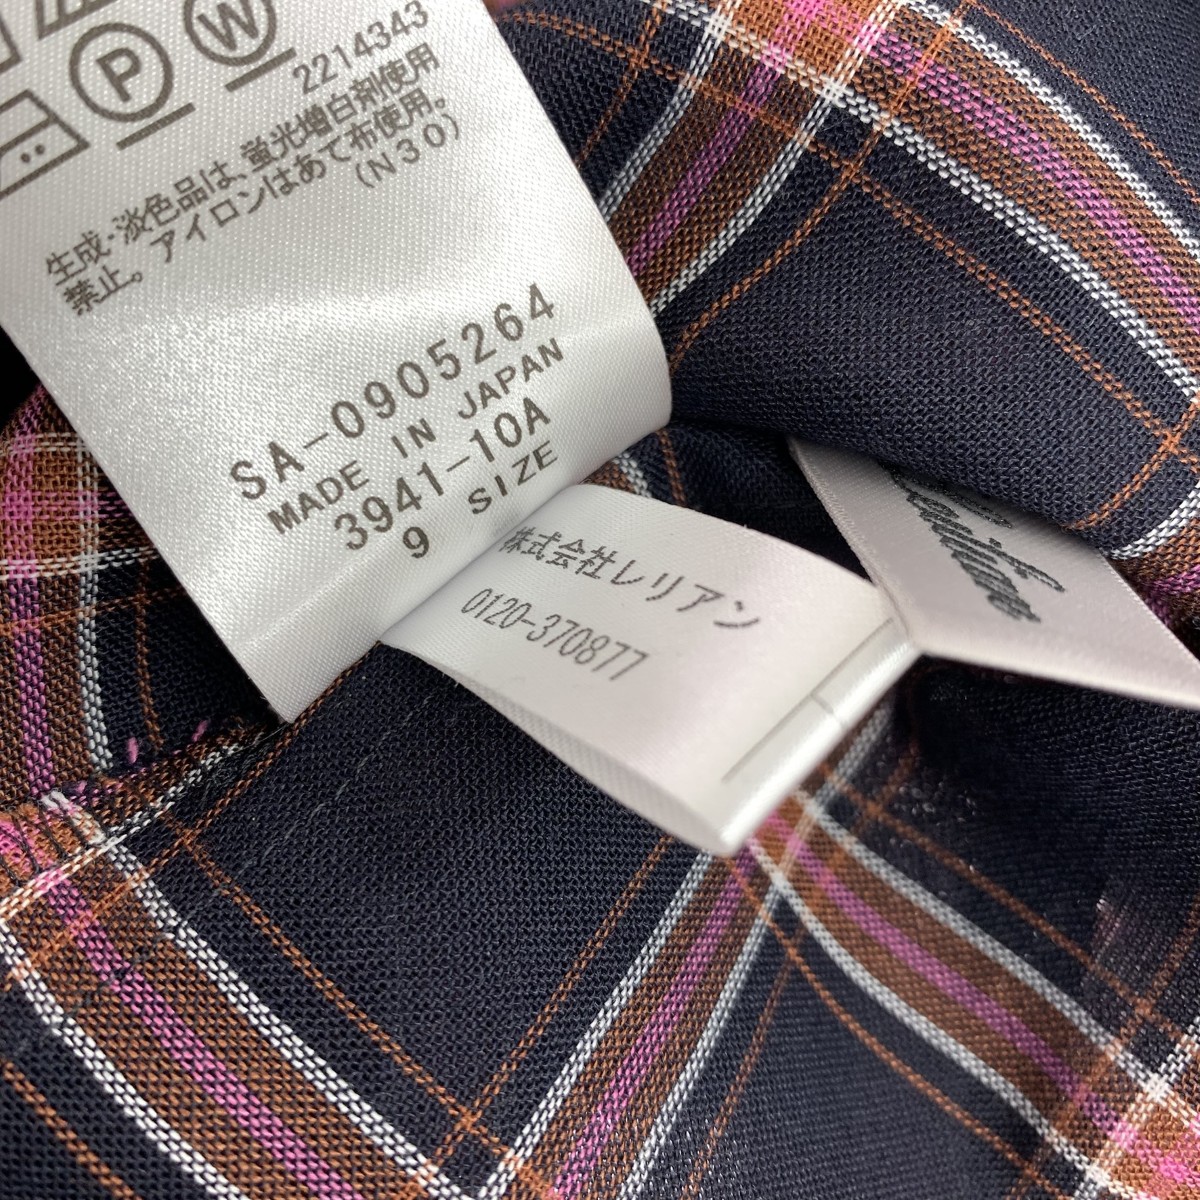 P
W
2214343
生成・淡色品は、蛍光増白剤使用
禁止。アイロンはあて布使用。
(N30)
SA-0905264
MADE IN JAPAN
3941-10A
9 SIZE
株式会社レリアン
0120-370877